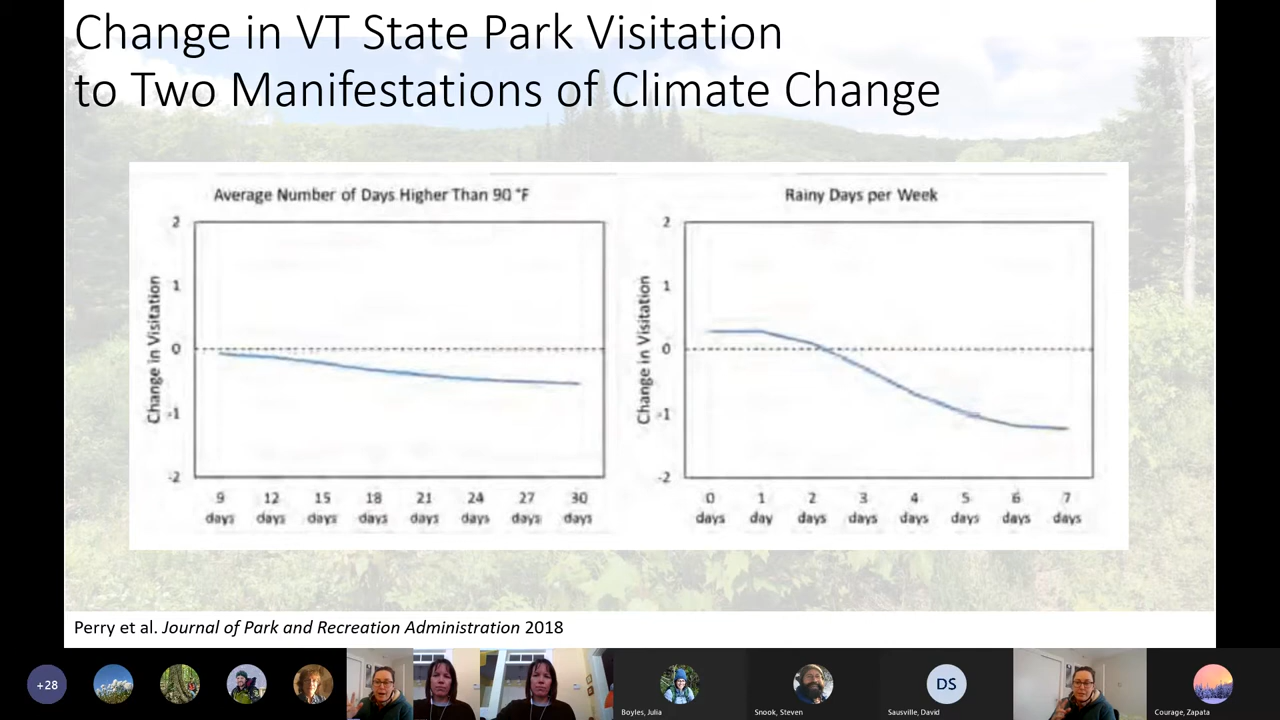 Change in VT State Park Visitation
to Two Manifestations of Climate Change
Average Number of Days Higher Than 90 °F
Change in Visitation
2
1
0
-1
-2
9 days
12 days
15 days
18 days
21 days
24 days
27 days
30 days
Rainy Days per Week
Change in Visitation
2
1
0
-1
-2
0 days
1 day
2 days
3 days
4 days
5 days
6 days
7 days
Perry et al. Journal of Park and Recreation Administration 2018
+28
Boyles, Julia
Snook, Steven
DS
Sausville, David
Courage, Zapata